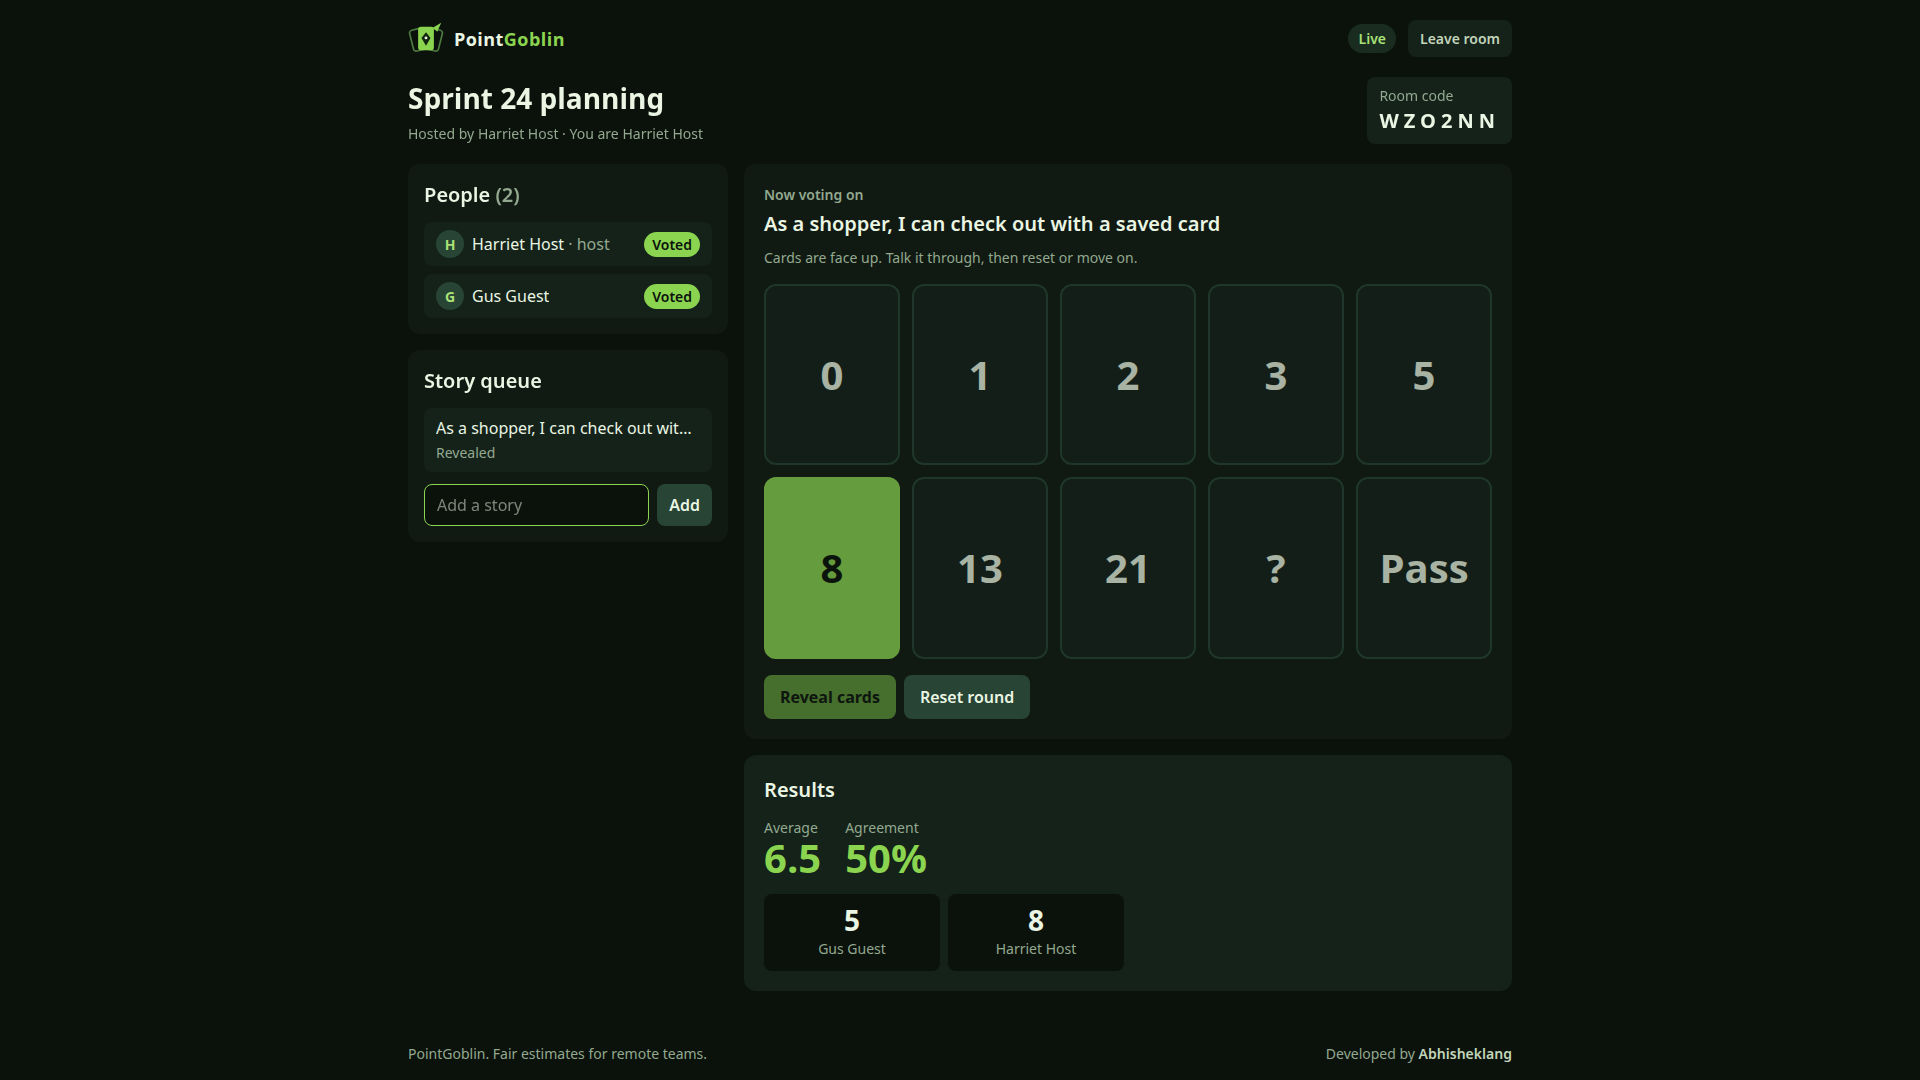 PointGoblin
Live
Leave room
Sprint 24 planning
Hosted by Harriet Host · You are Harriet Host
Room code
WZO2NN
People (2)
H
Harriet Host · host
Voted
G
Gus Guest
Voted
Story queue
As a shopper, I can check out wit...
Revealed
Add a story
Add
Now voting on
As a shopper, I can check out with a saved card
Cards are face up. Talk it through, then reset or move on.
0
1
2
3
5
8
13
21
?
Pass
Reveal cards
Reset round
Results
Average
Agreement
6.5
50%
5
Gus Guest
8
Harriet Host
PointGoblin. Fair estimates for remote teams.
Developed by Abhisheklang